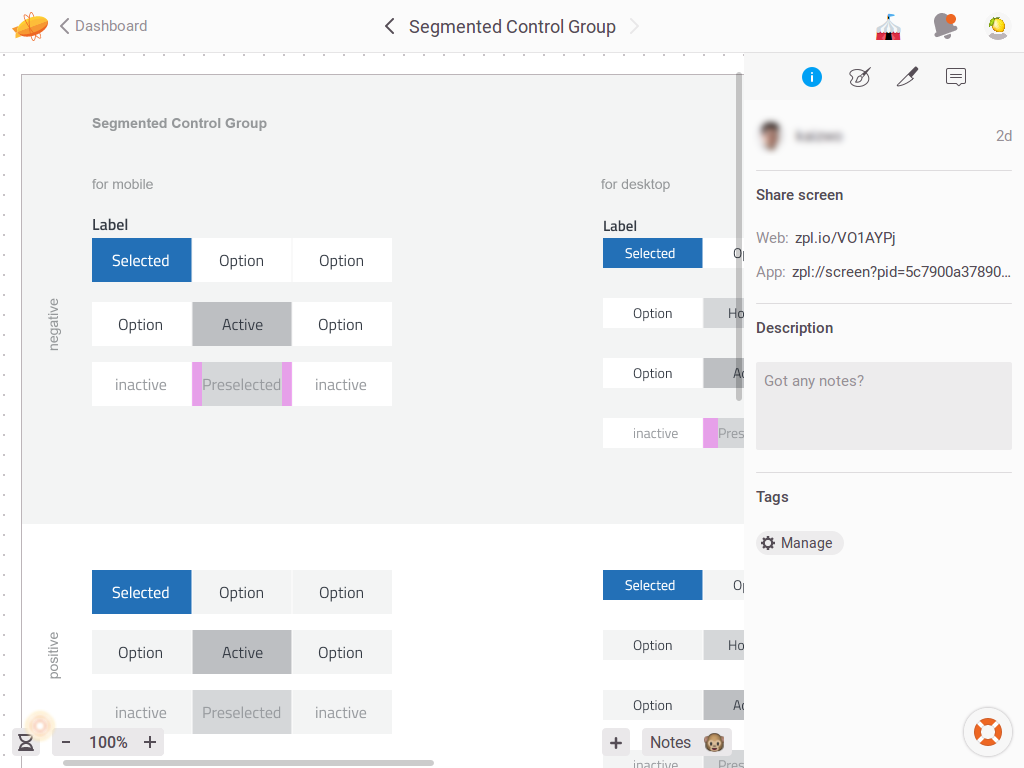 Dashboard
Segmented Control Group
2d
Share screen
Web: zpl.io/VO1AYPj
App: zpl://screen?pid=5c7900a37890...
Description
Got any notes?
Tags
Manage
Segmented Control Group
for mobile
for desktop
negative
Label
Selected Option Option
Option Active Option
inactive Preselected inactive
Label
Selected Op
Option Ho
Option Ac
inactive Pres
positive
Selected Option Option
Option Active Option
inactive Preselected inactive
Selected Op
Option Ho
Option Ac
inactive Pres
− 100% +
+ Notes